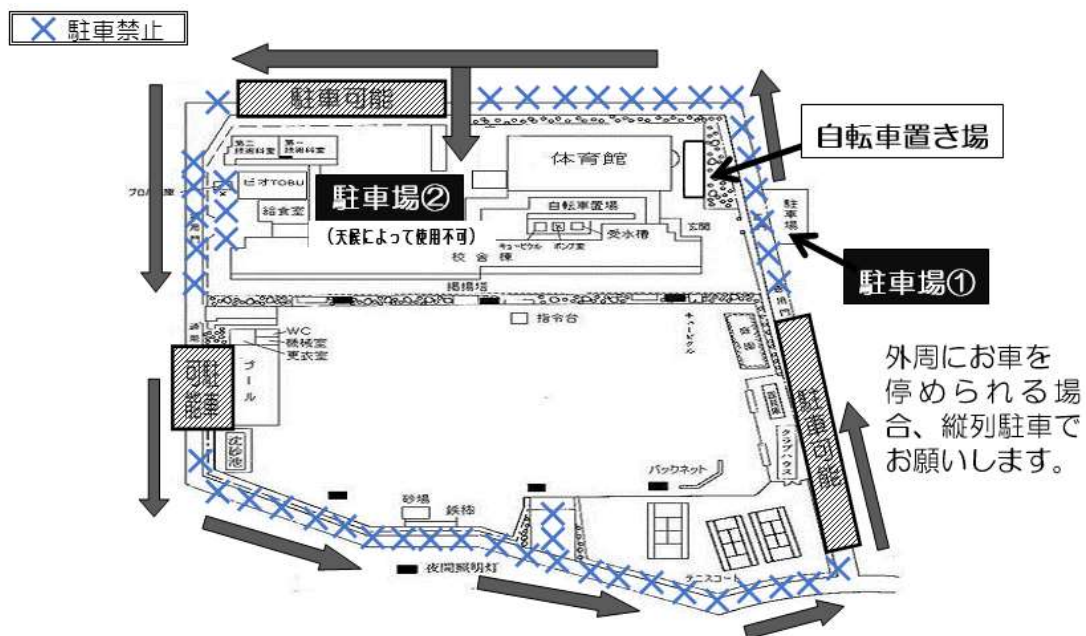 × 駐車禁止
駐車可能
自転車置き場
第二
技術科室
第一
技術科室
体育館
ビオTOBU
駐車場②
(天候によって使用不可)
給食室
自転車置場
玄関
駐車場
キュービクル
ポンプ室
受水槽
校舎棟
駐車場①
掲揚塔
指令台
キュービクル
WC
機械室
更衣室
プール
駐車可能
外周にお車を
停められる場
合、縦列駐車で
お願いします。
駐車可能
クラブハウス
沈砂池
バックネット
砂場
鉄棒
夜間照明灯
テニスコート